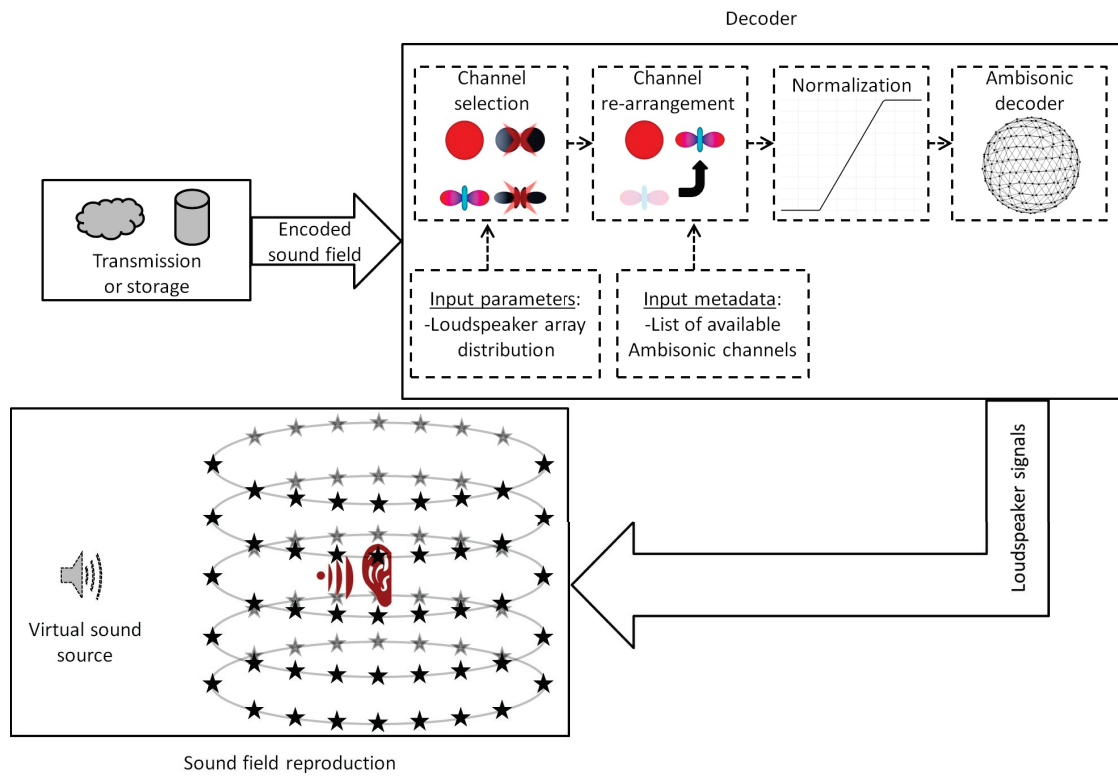 Decoder
Channel
selection
Channel
re-arrangement
Normalization
Ambisonic
decoder
Transmission
or storage
Encoded
sound field
Input parameters:
-Loudspeaker array
distribution
Input metadada:
-List of available
Ambisonic channels
Loudspeaker signals
Virtual sound
source
Sound field reproduction